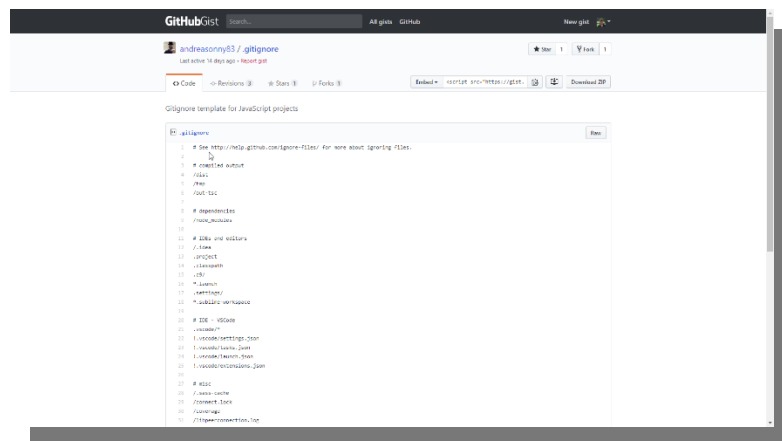 GitHubGist Search... All gists GitHub New gist
andreasonny83 / .gitignore Star 1 Fork 1
Last active 14 days ago • Report gist
Code Revisions 3 Stars 1 Forks 1 Embed <script src="https://gist. Download ZIP
Gitignore template for JavaScript projects
.gitignore Raw
1 # See http://help.github.com/ignore-files/ for more about ignoring files.
2
3 # compiled output
4 /dist
5 /tmp
6 /out-tsc
7
8 # dependencies
9 /node_modules
10
11 # IDEs and editors
12 /.idea
13 .project
14 .classpath
15 .c9/
16 *.launch
17 .settings/
18 *.sublime-workspace
19
20 # IDE - VSCode
21 .vscode/*
22 !.vscode/settings.json
23 !.vscode/tasks.json
24 !.vscode/launch.json
25 !.vscode/extensions.json
26
27 # misc
28 /.sass-cache
29 /connect.lock
30 /coverage
31 /libpeerconnection.log